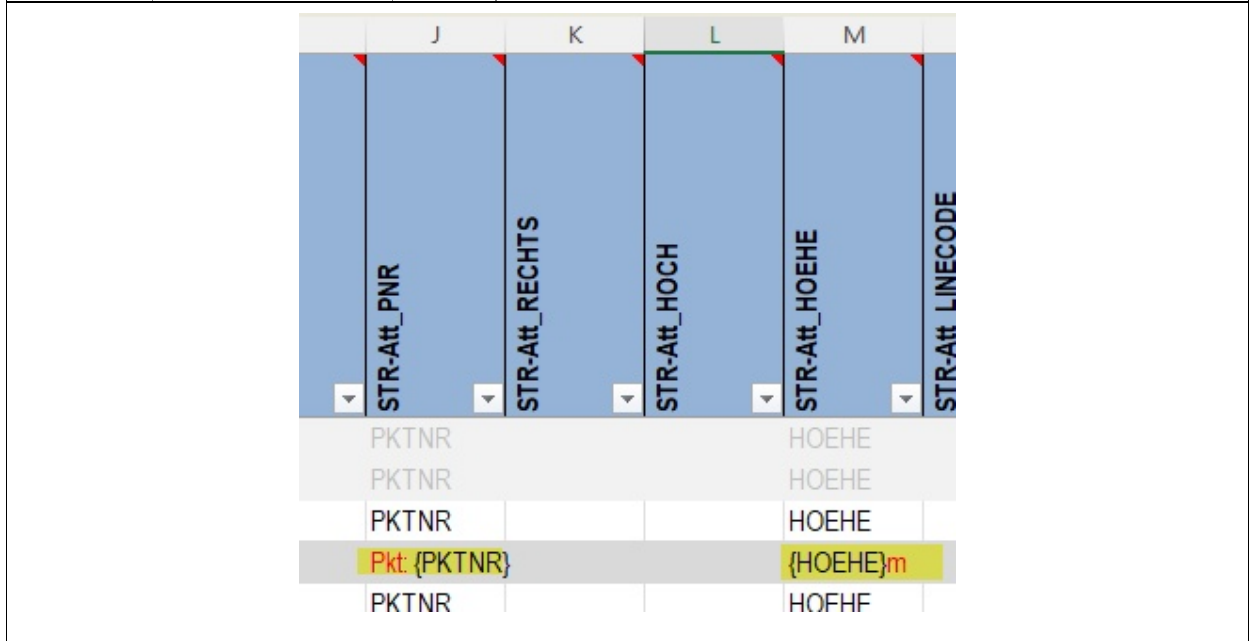 J K L M
STR-Att_PNR
STR-Att_RECHTS
STR-Att_HOCH
STR-Att_HOEHE
STR-Att_LINECODE
PKTNR HOEHE
PKTNR HOEHE
PKTNR HOEHE
Pkt: {PKTNR} {HOEHE}m
PKTNR HOEHE